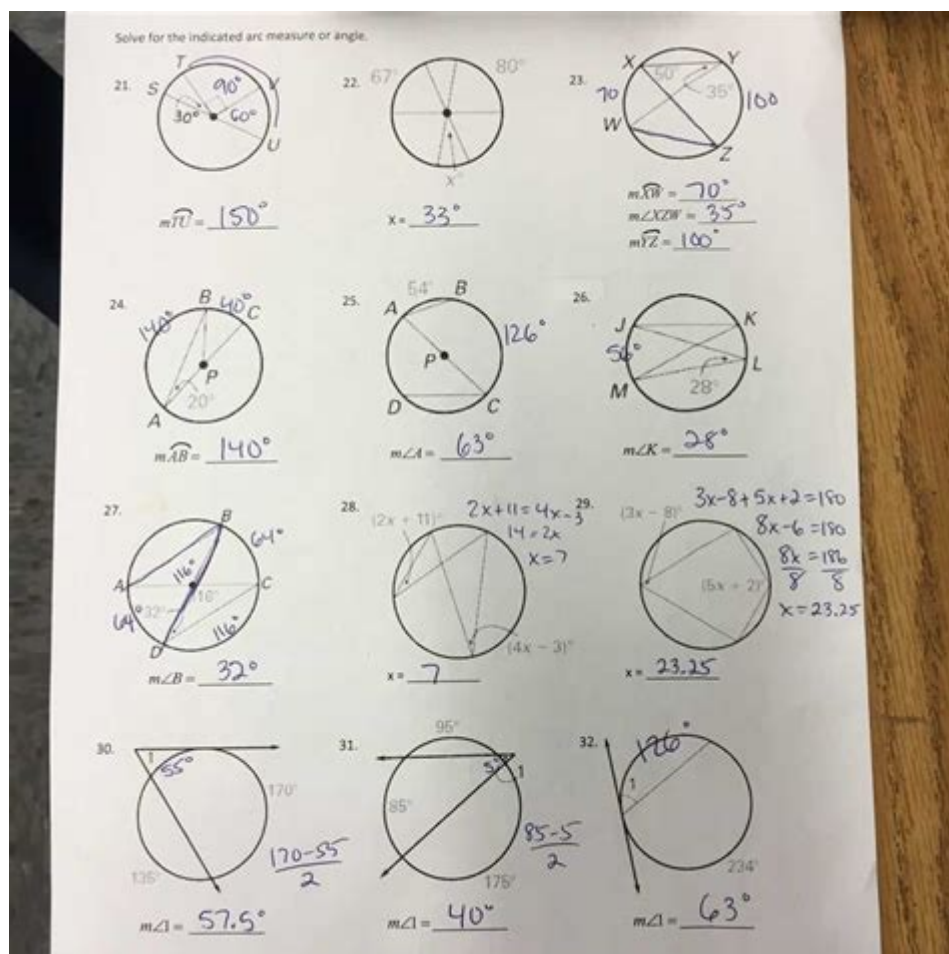 Solve for the indicated arc measure or angle.
21.
S
T
90°
V
30°
60°
U
mTU = 150°
22.
67°
80°
x°
x = 33°
23.
X
Y
50°
35°
70
100
W
Z
mXW = 70°
m∠XZW = 35°
mYZ = 100°
24.
B
40°
C
140°
P
20°
A
mAB = 140°
25.
54°
A
B
126°
P
D
C
m∠A = 63°
26.
J
K
56°
L
M
28°
m∠K = 28°
27.
B
64°
A
116°
C
116°
64°
32°
116°
D
m∠B = 32°
28.
(2x + 11)°
2x+11=4x-3
14=2x
x=7
(4x − 3)°
x = 7
29.
(3x − 8)°
3x-8+5x+2=180
8x-6=180
8x=186
8 8
(5x + 2)°
x=23.25
x = 23.25
30.
1
55°
170°
135°
170-55
2
m∠1 = 57.5°
31.
95°
5°
1
85°
85-5
2
175°
m∠1 = 40°
32.
126°
1
234°
m∠1 = 63°